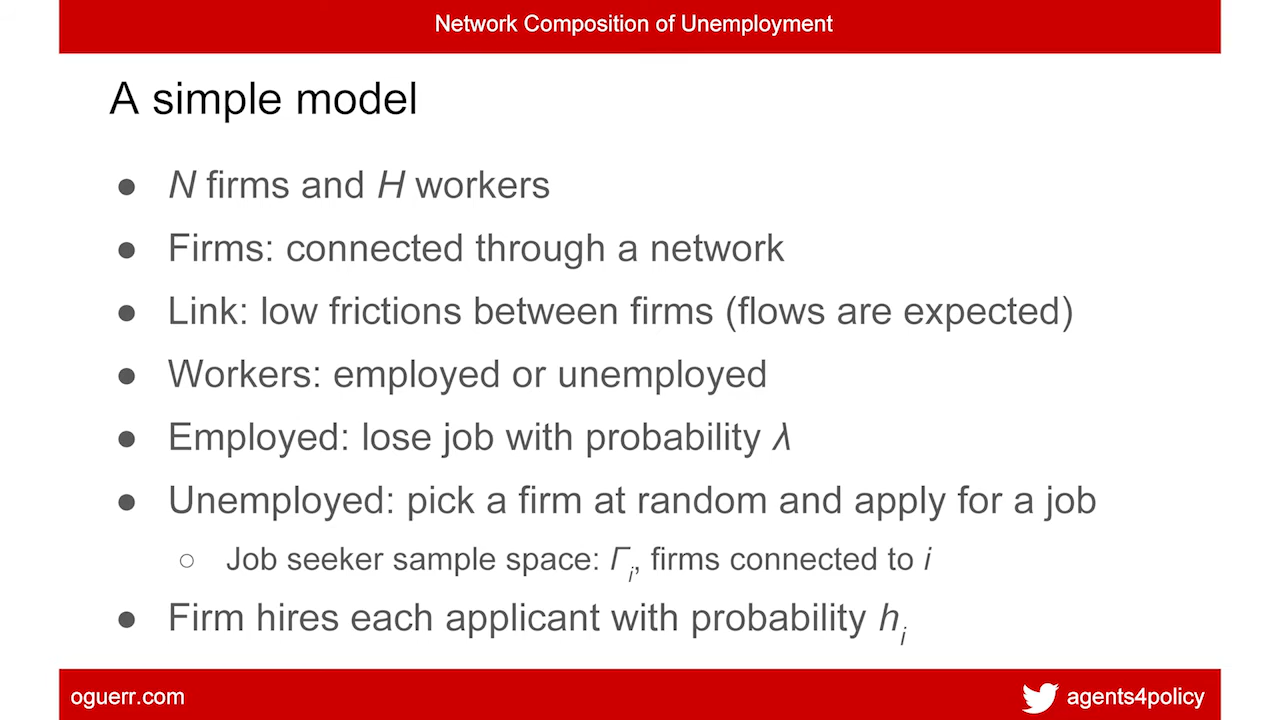 Network Composition of Unemployment
A simple model
● N firms and H workers
● Firms: connected through a network
● Link: low frictions between firms (flows are expected)
● Workers: employed or unemployed
● Employed: lose job with probability λ
● Unemployed: pick a firm at random and apply for a job
○ Job seeker sample space: Γi, firms connected to i
● Firm hires each applicant with probability hi
oguerr.com
agents4policy